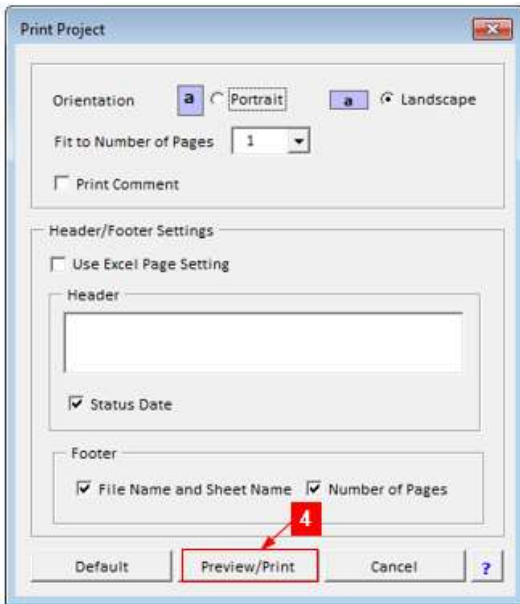 Print Project
Orientation a Portrait a Landscape
Fit to Number of Pages 1
Print Comment
Header/Footer Settings
Use Excel Page Setting
Header
Status Date
Footer
File Name and Sheet Name Number of Pages
4
Default Preview/Print Cancel ?